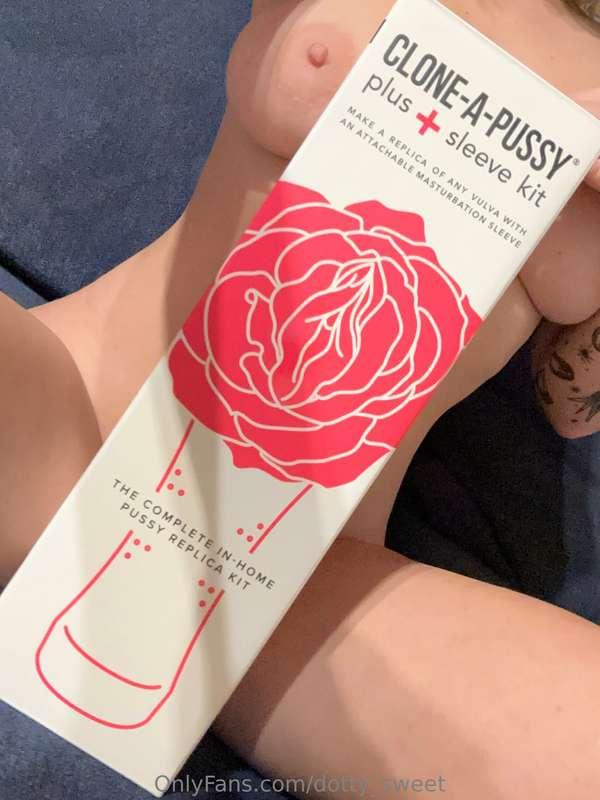 CLONE-A-PUSSY®
plus + sleeve kit
MAKE A REPLICA OF ANY VULVA WITH
AN ATTACHABLE MASTURBATION SLEEVE
THE COMPLETE IN-HOME
PUSSY REPLICA KIT
OnlyFans.com/dotty_sweet